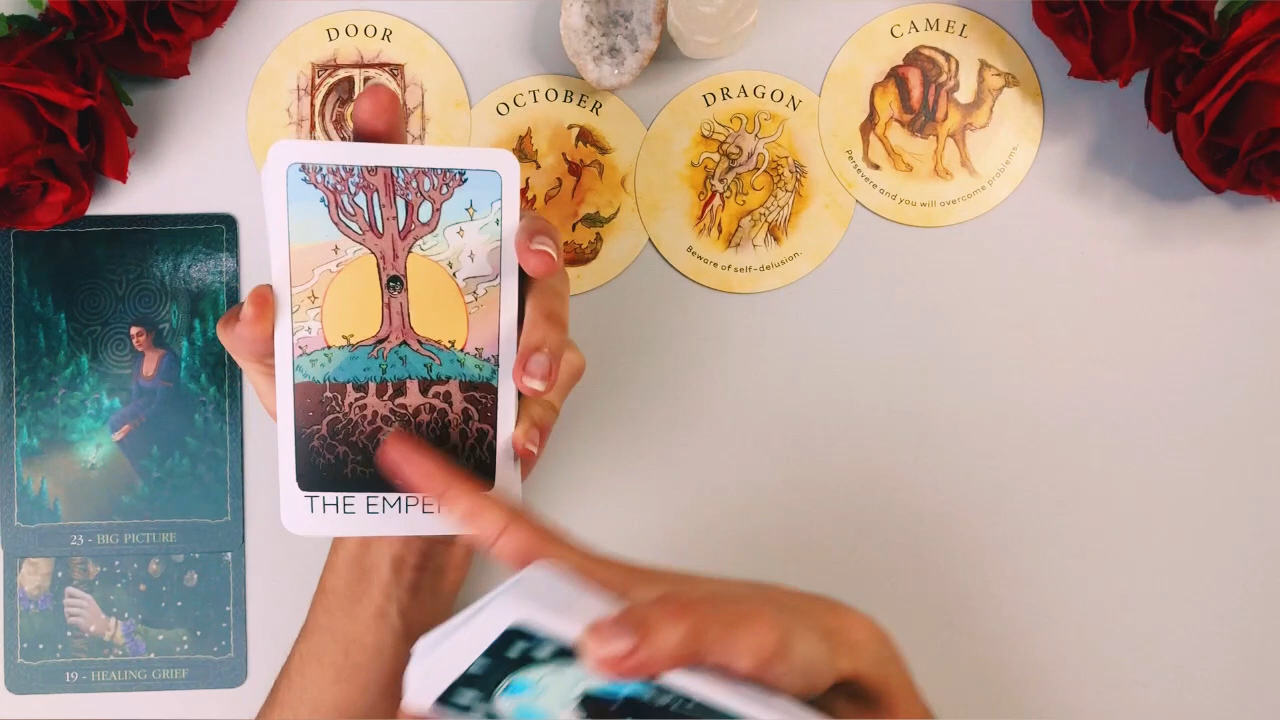 DOOR
OCTOBER
DRAGON
Beware of self-delusion.
CAMEL
Persevere and you will overcome problems.
THE EMPER
23 - BIG PICTURE
19 - HEALING GRIEF